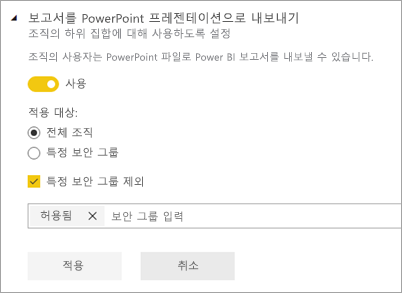 보고서를 PowerPoint 프레젠테이션으로 내보내기
조직의 하위 집합에 대해 사용하도록 설정
조직의 사용자는 PowerPoint 파일로 Power BI 보고서를 내보낼 수 있습니다.
사용
적용 대상:
전체 조직
특정 보안 그룹
특정 보안 그룹 제외
허용됨 보안 그룹 입력
적용 취소